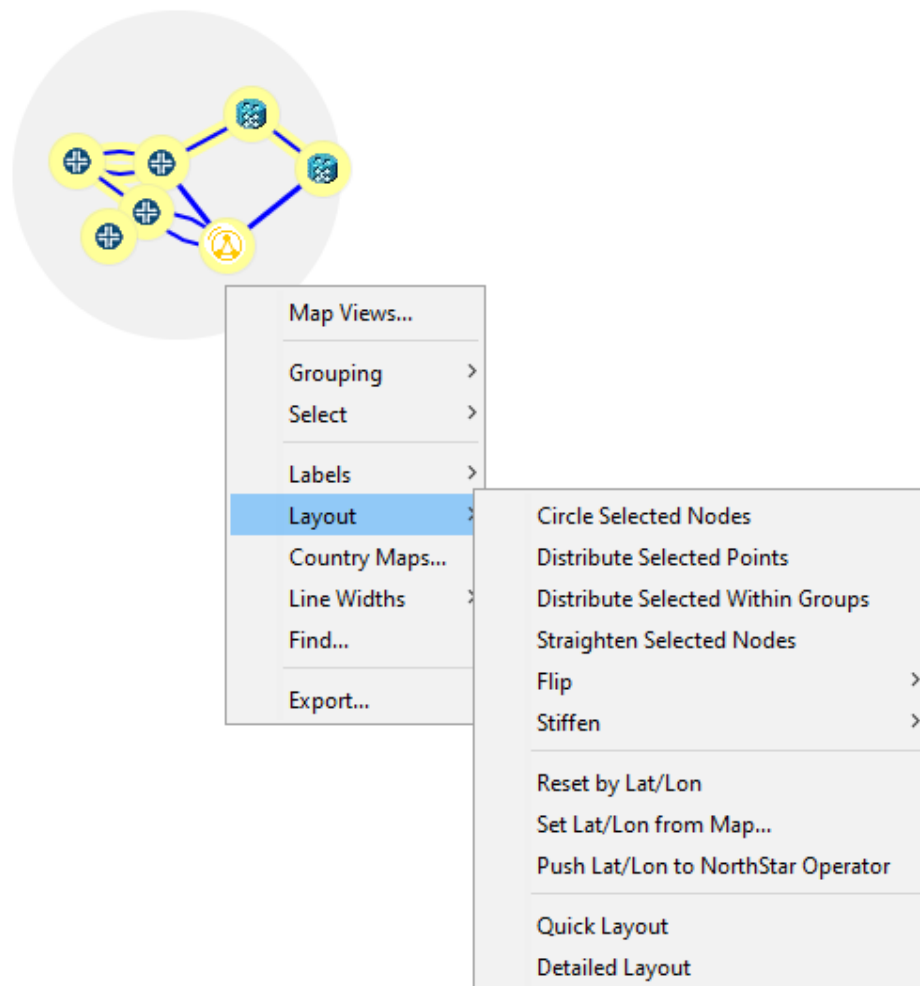 Map Views...
Grouping
Select
Labels
Layout
Country Maps...
Line Widths
Find...
Export...
Circle Selected Nodes
Distribute Selected Points
Distribute Selected Within Groups
Straighten Selected Nodes
Flip
Stiffen
Reset by Lat/Lon
Set Lat/Lon from Map...
Push Lat/Lon to NorthStar Operator
Quick Layout
Detailed Layout